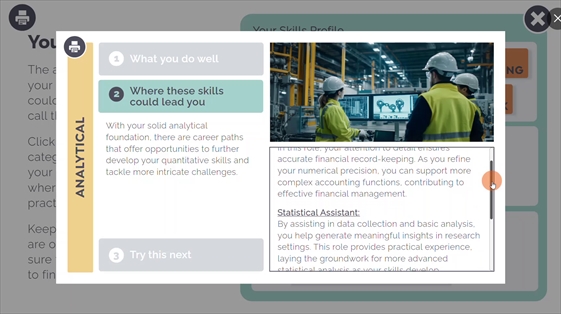 Your Skills Profile
You
The a
your
could
call th
Click
categ
your
wher
practi
Keep
are o
sure
to fin
ANALYTICAL
1 What you do well
2 Where these skills
could lead you
With your solid analytical
foundation, there are career paths
that offer opportunities to further
develop your quantitative skills and
tackle more intricate challenges.
3 Try this next
In this role, your attention to detail ensures
accurate financial record-keeping. As you refine
your numerical precision, you can support more
complex accounting functions, contributing to
effective financial management.
Statistical Assistant:
By assisting in data collection and basic analysis,
you help generate meaningful insights in research
settings. This role provides practical experience,
laying the groundwork for more advanced
statistical analysis as your skills develop.
NG